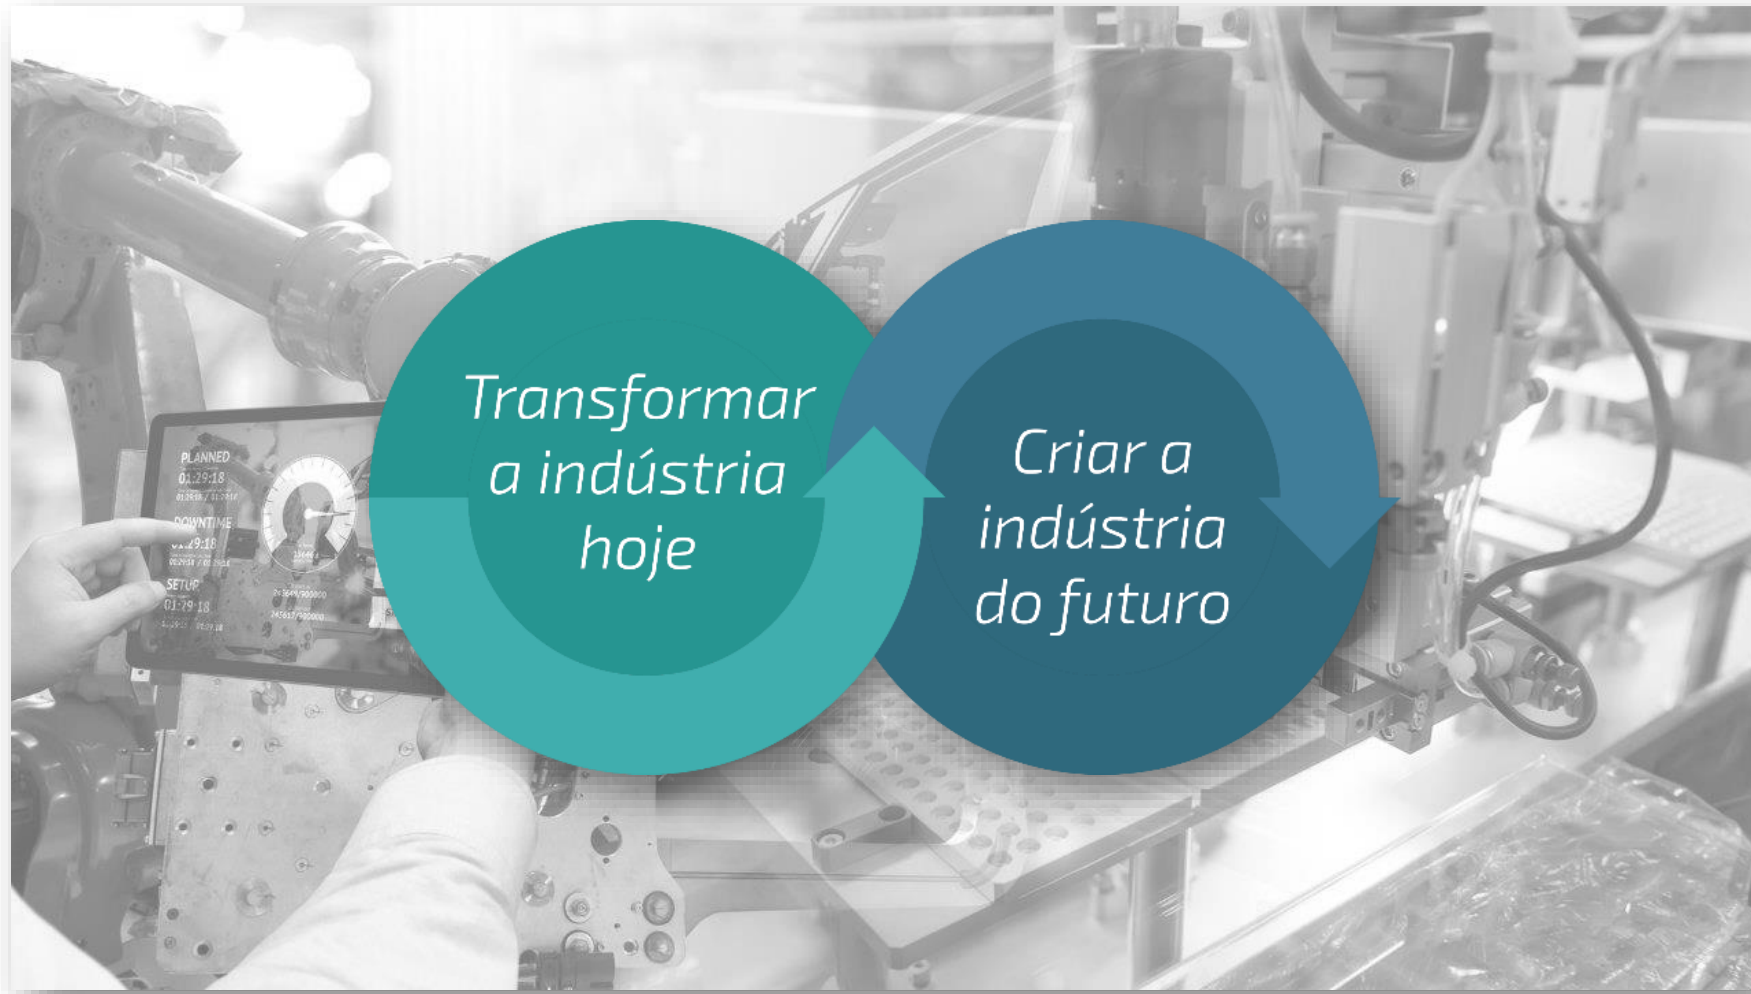 Transformar
a indústria
hoje
Criar a
indústria
do futuro
PLANNED
01:29:18
DOWNTIME
SETUP
01:29:18